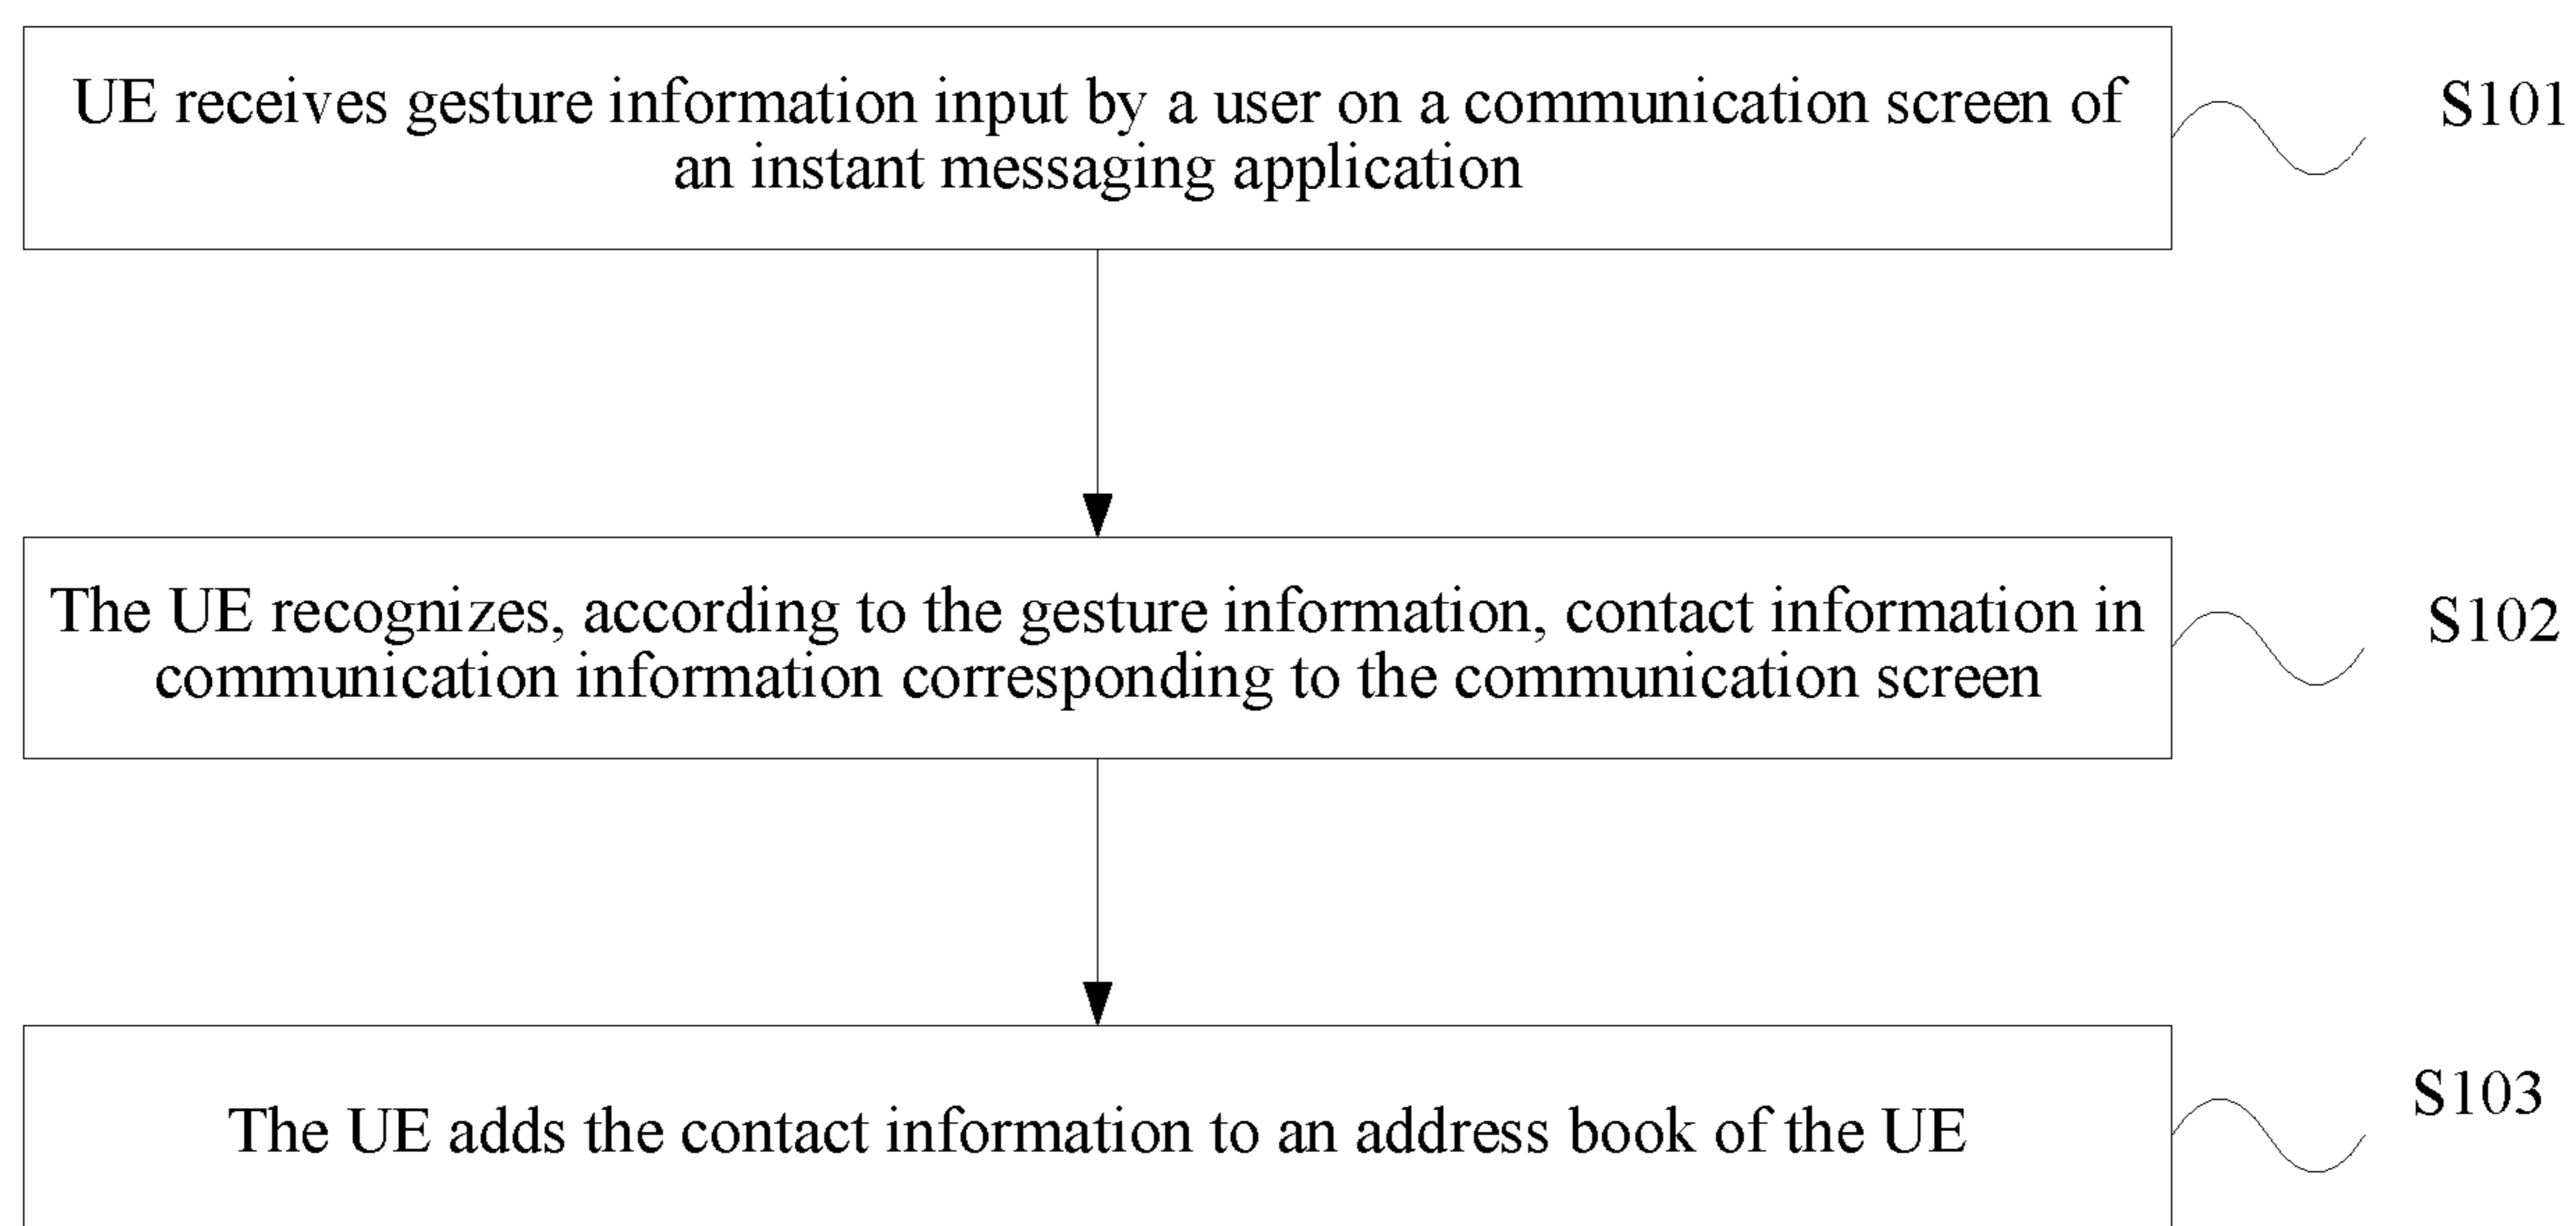 UE receives gesture information input by a user on a communication screen of
an instant messaging application
S101
The UE recognizes, according to the gesture information, contact information in
communication information corresponding to the communication screen
S102
The UE adds the contact information to an address book of the UE
S103